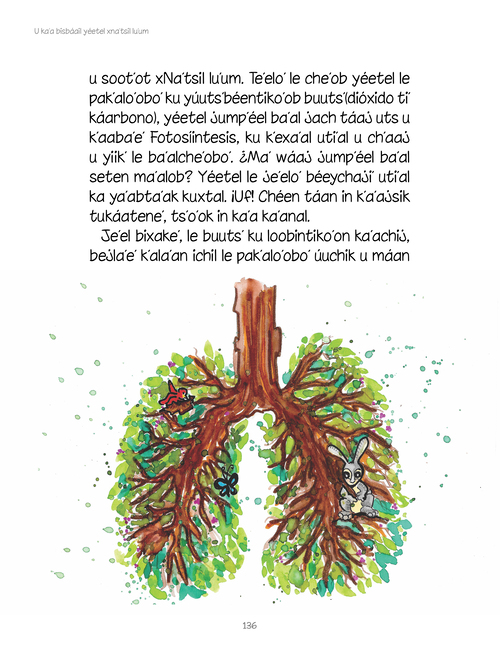 U ka'a bisbáail yéetel xna'tsil lu'um
u soot'ot xNa'tsil lu'um. Te'elo' le che'ob yéetel le
pak'alo'obo' ku yúuts'béentiko'ob buuts'(dióxido ti'
káarbono), yéetel jump'éel ba'al jach táaj uts u
k'aaba'e' Fotosíintesis, ku k'exa'al uti'al u ch'aaj
u yiik' le ba'alche'obo'. ¿Ma' wáaj jump'éel ba'al
seten ma'alob? Yéetel le je'elo' béeychaji' uti'al
ka ya'abta'ak kuxtal. ¡Uf! Chéen táan in k'a'ajsik
tukáatene', ts'o'ok in ka'a ka'anal.
Je'el bixake', le buuts' ku loobintiko'on ka'achij,
bejla'e' k'ala'an ichil le pak'alo'obo' úuchik u máan
136